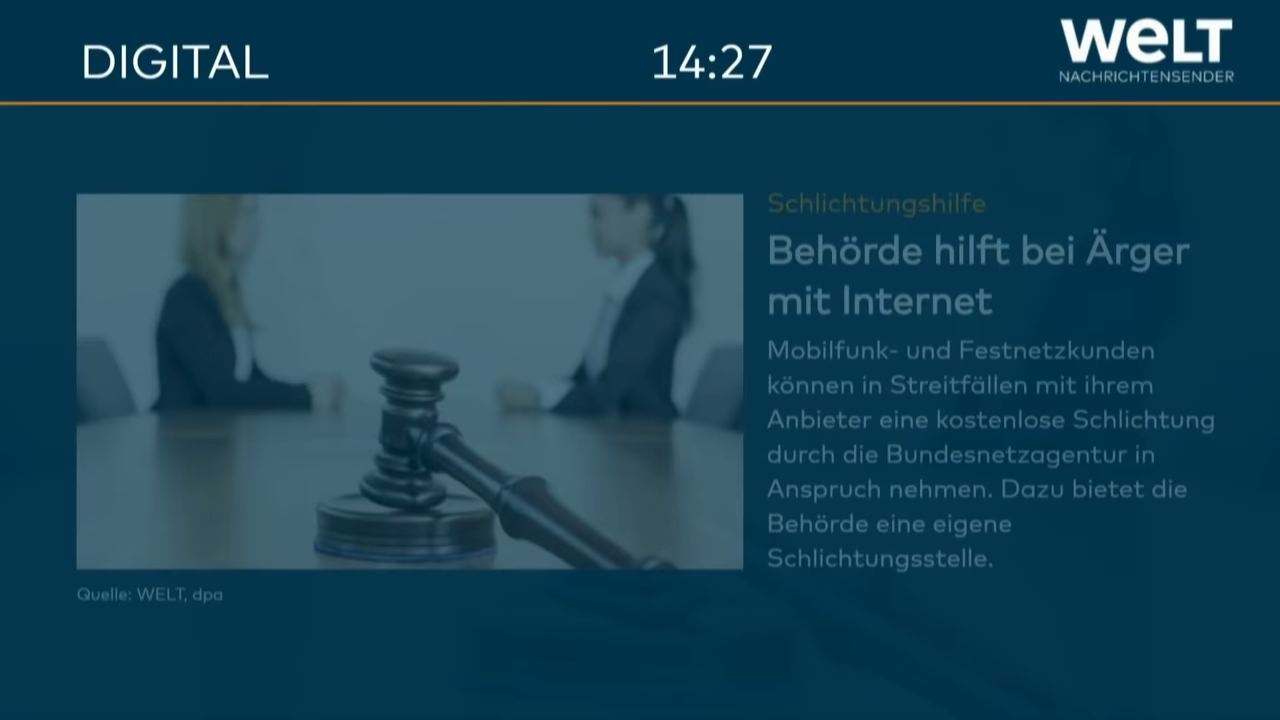 DIGITAL
14:27
WELT
NACHRICHTENSENDER
Schlichtungshilfe
Behörde hilft bei Ärger
mit Internet
Mobilfunk- und Festnetzkunden
können in Streitfällen mit ihrem
Anbieter eine kostenlose Schlichtung
durch die Bundesnetzagentur in
Anspruch nehmen. Dazu bietet die
Behörde eine eigene
Schlichtungsstelle.
Quelle: WELT, dpa